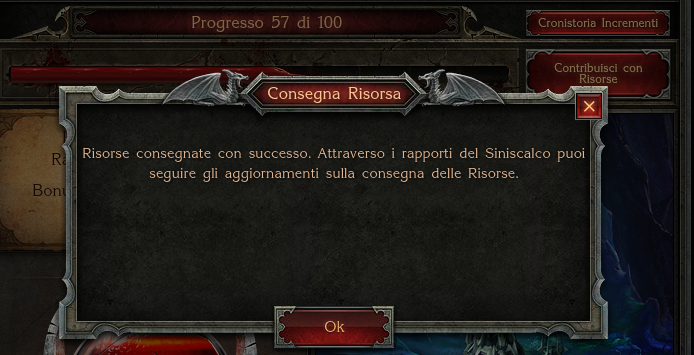 Progresso 57 di 100
Cronistoria Incrementi
Contribuisci con
Risorse
Consegna Risorsa
Risorse consegnate con successo. Attraverso i rapporti del Siniscalco puoi
seguire gli aggiornamenti sulla consegna delle Risorse.
Ok